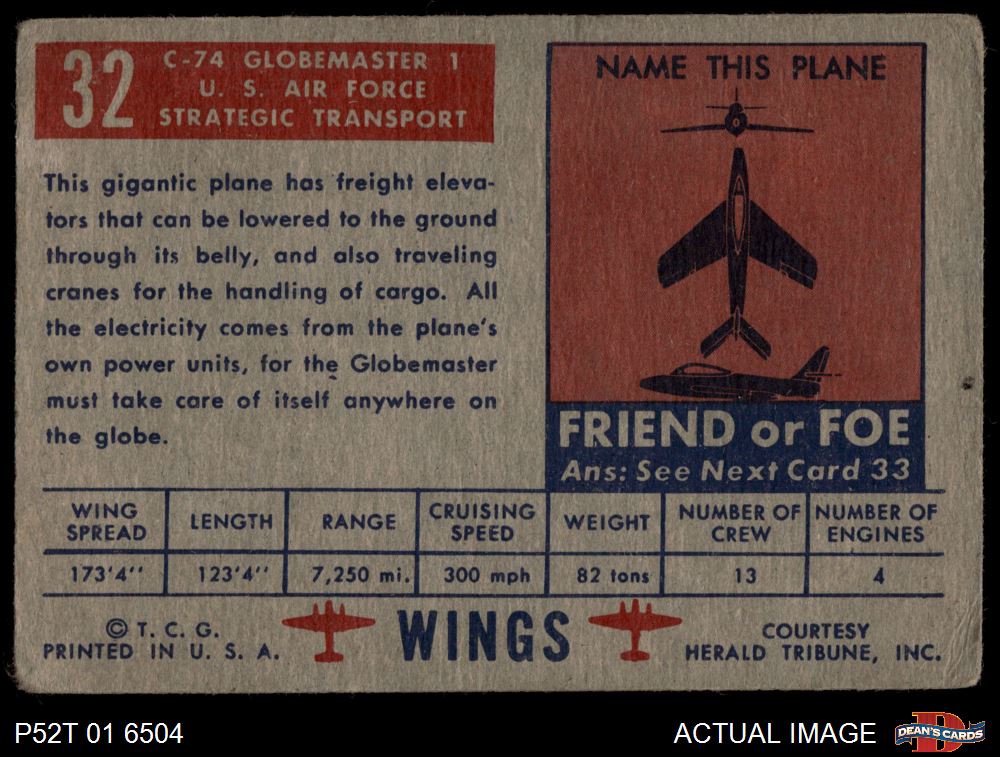 32
C-74 GLOBEMASTER 1
U. S. AIR FORCE
STRATEGIC TRANSPORT
This gigantic plane has freight eleva-
tors that can be lowered to the ground
through its belly, and also traveling
cranes for the handling of cargo. All
the electricity comes from the plane's
own power units, for the Globemaster
must take care of itself anywhere on
the globe.
NAME THIS PLANE
FRIEND or FOE
Ans: See Next Card 33
WING SPREAD LENGTH RANGE CRUISING SPEED WEIGHT NUMBER OF CREW NUMBER OF ENGINES
173'4'' 123'4'' 7,250 mi. 300 mph 82 tons 13 4
© T. C. G.
PRINTED IN U. S. A.
WINGS
COURTESY
HERALD TRIBUNE, INC.
P52T 01 6504
ACTUAL IMAGE
D
DEAN'S CARDS